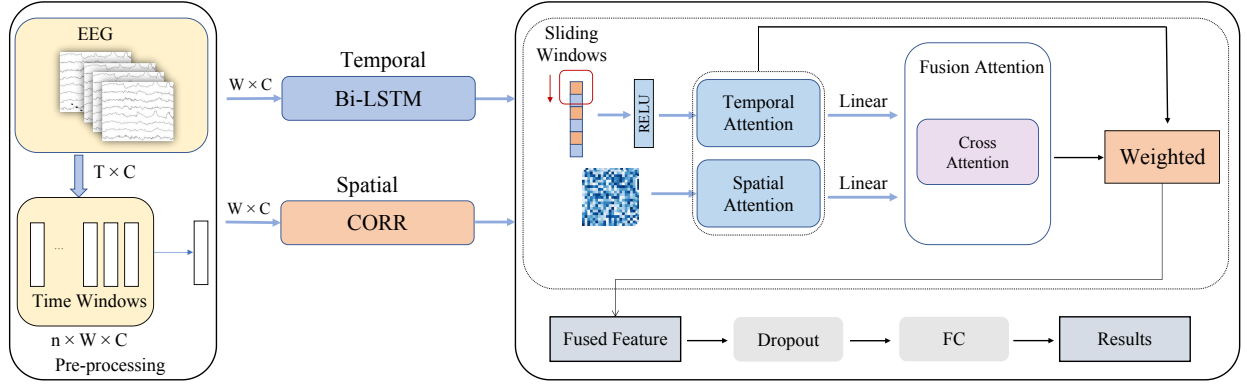 EEG
T × C
...
Time Windows
n × W × C
Pre-processing
W × C
Temporal
Bi-LSTM
W × C
Spatial
CORR
Sliding
Windows
RELU
Temporal
Attention
Spatial
Attention
Linear
Linear
Fusion Attention
Cross
Attention
Weighted
Fused Feature
Dropout
FC
Results